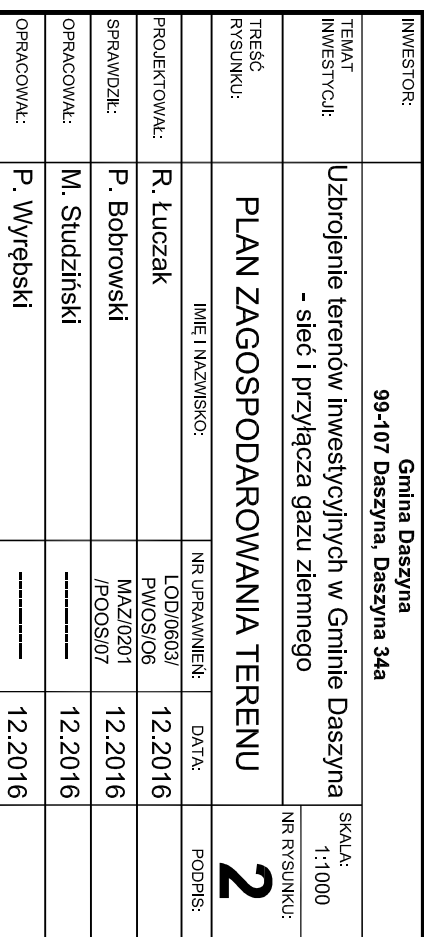 INWESTOR:
Gmina Daszyna
99-107 Daszyna, Daszyna 34a
TEMAT
INWESTYCJI:
Uzbrojenie terenów inwestycyjnych w Gminie Daszyna
- sieć i przyłącza gazu ziemnego
SKALA:
1:1000
TREŚĆ
RYSUNKU:
PLAN ZAGOSPODAROWANIA TERENU
NR RYSUNKU:
2
IMIĘ I NAZWISKO:
NR UPRAWNIEŃ:
DATA:
PODPIS:
PROJEKTOWAŁ:
R. Łuczak
LOD/0603/
PWOS/O6
12.2016
SPRAWDZIŁ:
P. Bobrowski
MAZ/0201
/POOS/07
12.2016
OPRACOWAŁ:
M. Studziński
----------
12.2016
OPRACOWAŁ:
P. Wyrębski
----------
12.2016